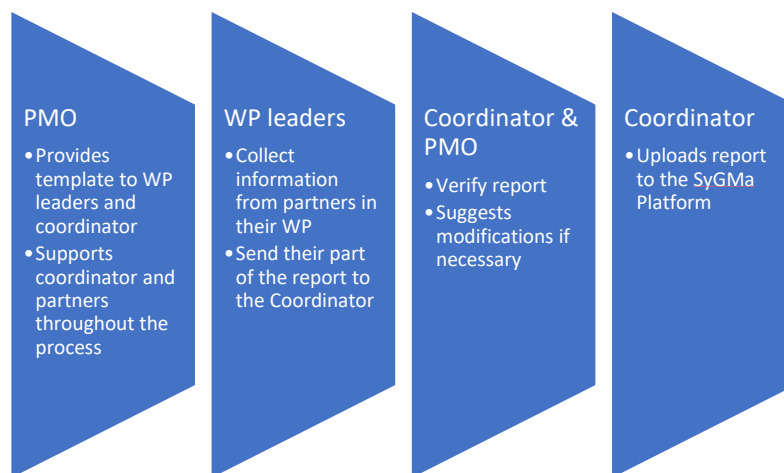 PMO
•Provides
template to WP
leaders and
coordinator
•Supports
coordinator and
partners
throughout the
process
WP leaders
•Collect
information
from partners in
their WP
•Send their part
of the report to
the Coordinator
Coordinator &
PMO
•Verify report
•Suggests
modifications if
necessary
Coordinator
•Uploads report
to the SyGMa
Platform